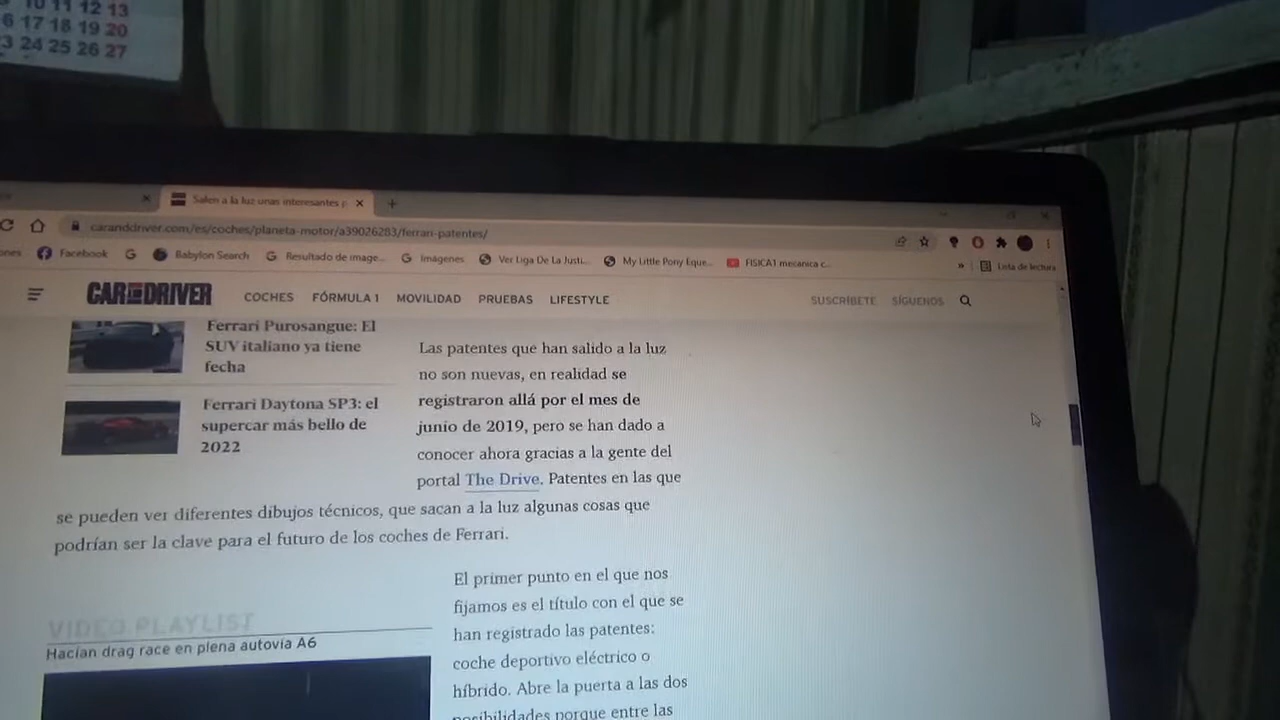 10 11 12 13
6 17 18 19 20
3 24 25 26 27
Salen a la luz unas interesantes p
caranddriver.com/es/coches/planeta-motor/a39026283/ferrari-patentes/
ones Facebook Babylon Search Resultado de image... Imágenes Ver Liga De La Justi... My Little Pony Eque... FISICA1 mecanica c... » Lista de lectura
CAR AND DRIVER COCHES FÓRMULA 1 MOVILIDAD PRUEBAS LIFESTYLE SUSCRÍBETE SÍGUENOS
Ferrari Purosangue: El
SUV italiano ya tiene
fecha
Ferrari Daytona SP3: el
supercar más bello de
2022
Las patentes que han salido a la luz
no son nuevas, en realidad se
registraron allá por el mes de
junio de 2019, pero se han dado a
conocer ahora gracias a la gente del
portal The Drive. Patentes en las que
se pueden ver diferentes dibujos técnicos, que sacan a la luz algunas cosas que
podrían ser la clave para el futuro de los coches de Ferrari.
VIDEO PLAYLIST
Hacían drag race en plena autovía A6
El primer punto en el que nos
fijamos es el título con el que se
han registrado las patentes:
coche deportivo eléctrico o
híbrido. Abre la puerta a las dos
posibilidades porque entre las